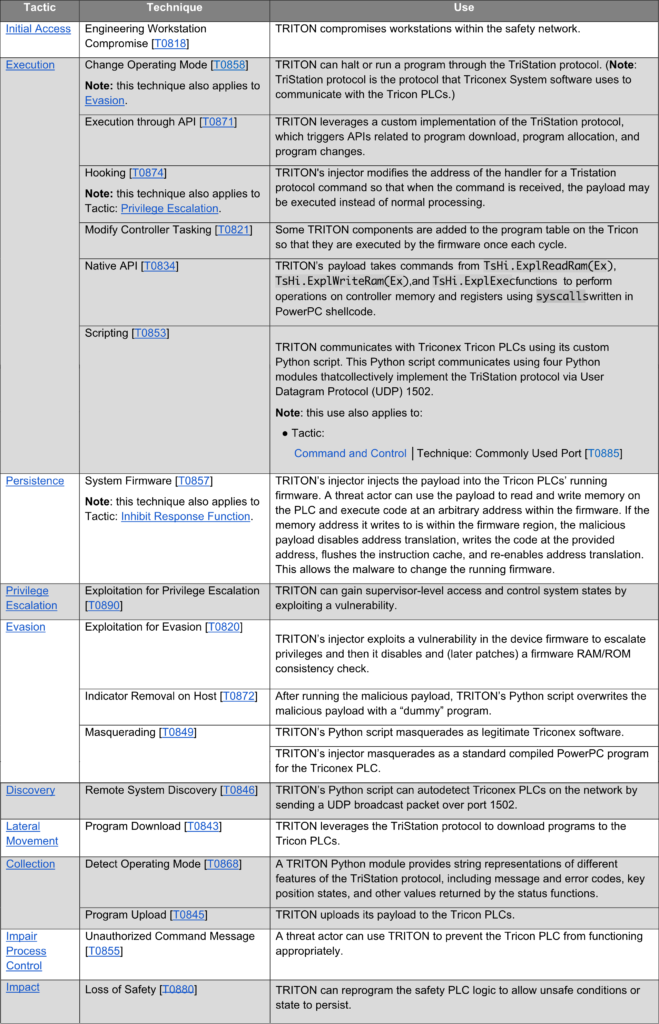 Tactic Technique Use
Initial Access Engineering Workstation TRITON compromises workstations within the safety network.
Compromise [T0818]
Execution Change Operating Mode [T0858] TRITON can halt or run a program through the TriStation protocol. (Note:
TriStation protocol is the protocol that Triconex System software uses to
Note: this technique also applies to communicate with the Tricon PLCs.)
Evasion.
Execution through API [T0871] TRITON leverages a custom implementation of the TriStation protocol,
which triggers APIs related to program download, program allocation, and
program changes.
Hooking [T0874] TRITON's injector modifies the address of the handler for a Tristation
protocol command so that when the command is received, the payload may
Note: this technique also applies to be executed instead of normal processing.
Tactic: Privilege Escalation.
Modify Controller Tasking [T0821] Some TRITON components are added to the program table on the Tricon
so that they are executed by the firmware once each cycle.
Native API [T0834] TRITON’s payload takes commands from TsHi.ExplReadRam(Ex),
TsHi.ExplWriteRam(Ex),and TsHi.ExplExecfunctions to perform
operations on controller memory and registers using syscallswritten in
PowerPC shellcode.
Scripting [T0853]
TRITON communicates with Triconex Tricon PLCs using its custom
Python script. This Python script communicates using four Python
modules thatcollectively implement the TriStation protocol via User
Datagram Protocol (UDP) 1502.
Note: this use also applies to:
● Tactic:
Command and Control | Technique: Commonly Used Port [T0885]
Persistence System Firmware [T0857] TRITON’s injector injects the payload into the Tricon PLCs’ running
firmware. A threat actor can use the payload to read and write memory on
Note: this technique also applies to the PLC and execute code at an arbitrary address within the firmware. If the
Tactic: Inhibit Response Function. memory address it writes to is within the firmware region, the malicious
payload disables address translation, writes the code at the provided
address, flushes the instruction cache, and re-enables address translation.
This allows the malware to change the running firmware.
Privilege Exploitation for Privilege Escalation TRITON can gain supervisor-level access and control system states by
Escalation [T0890] exploiting a vulnerability.
Evasion Exploitation for Evasion [T0820]
TRITON’s injector exploits a vulnerability in the device firmware to escalate
privileges and then it disables and (later patches) a firmware RAM/ROM
consistency check.
Indicator Removal on Host [T0872] After running the malicious payload, TRITON’s Python script overwrites the
malicious payload with a “dummy” program.
Masquerading [T0849] TRITON’s Python script masquerades as legitimate Triconex software.
TRITON’s injector masquerades as a standard compiled PowerPC program
for the Triconex PLC.
Discovery Remote System Discovery [T0846] TRITON’s Python script can autodetect Triconex PLCs on the network by
sending a UDP broadcast packet over port 1502.
Lateral Program Download [T0843] TRITON leverages the TriStation protocol to download programs to the
Movement Tricon PLCs.
Collection Detect Operating Mode [T0868] A TRITON Python module provides string representations of different
features of the TriStation protocol, including message and error codes, key
position states, and other values returned by the status functions.
Program Upload [T0845] TRITON uploads its payload to the Tricon PLCs.
Impair Unauthorized Command Message A threat actor can use TRITON to prevent the Tricon PLC from functioning
Process [T0855] appropriately.
Control
Impact Loss of Safety [T0880] TRITON can reprogram the safety PLC logic to allow unsafe conditions or
state to persist.